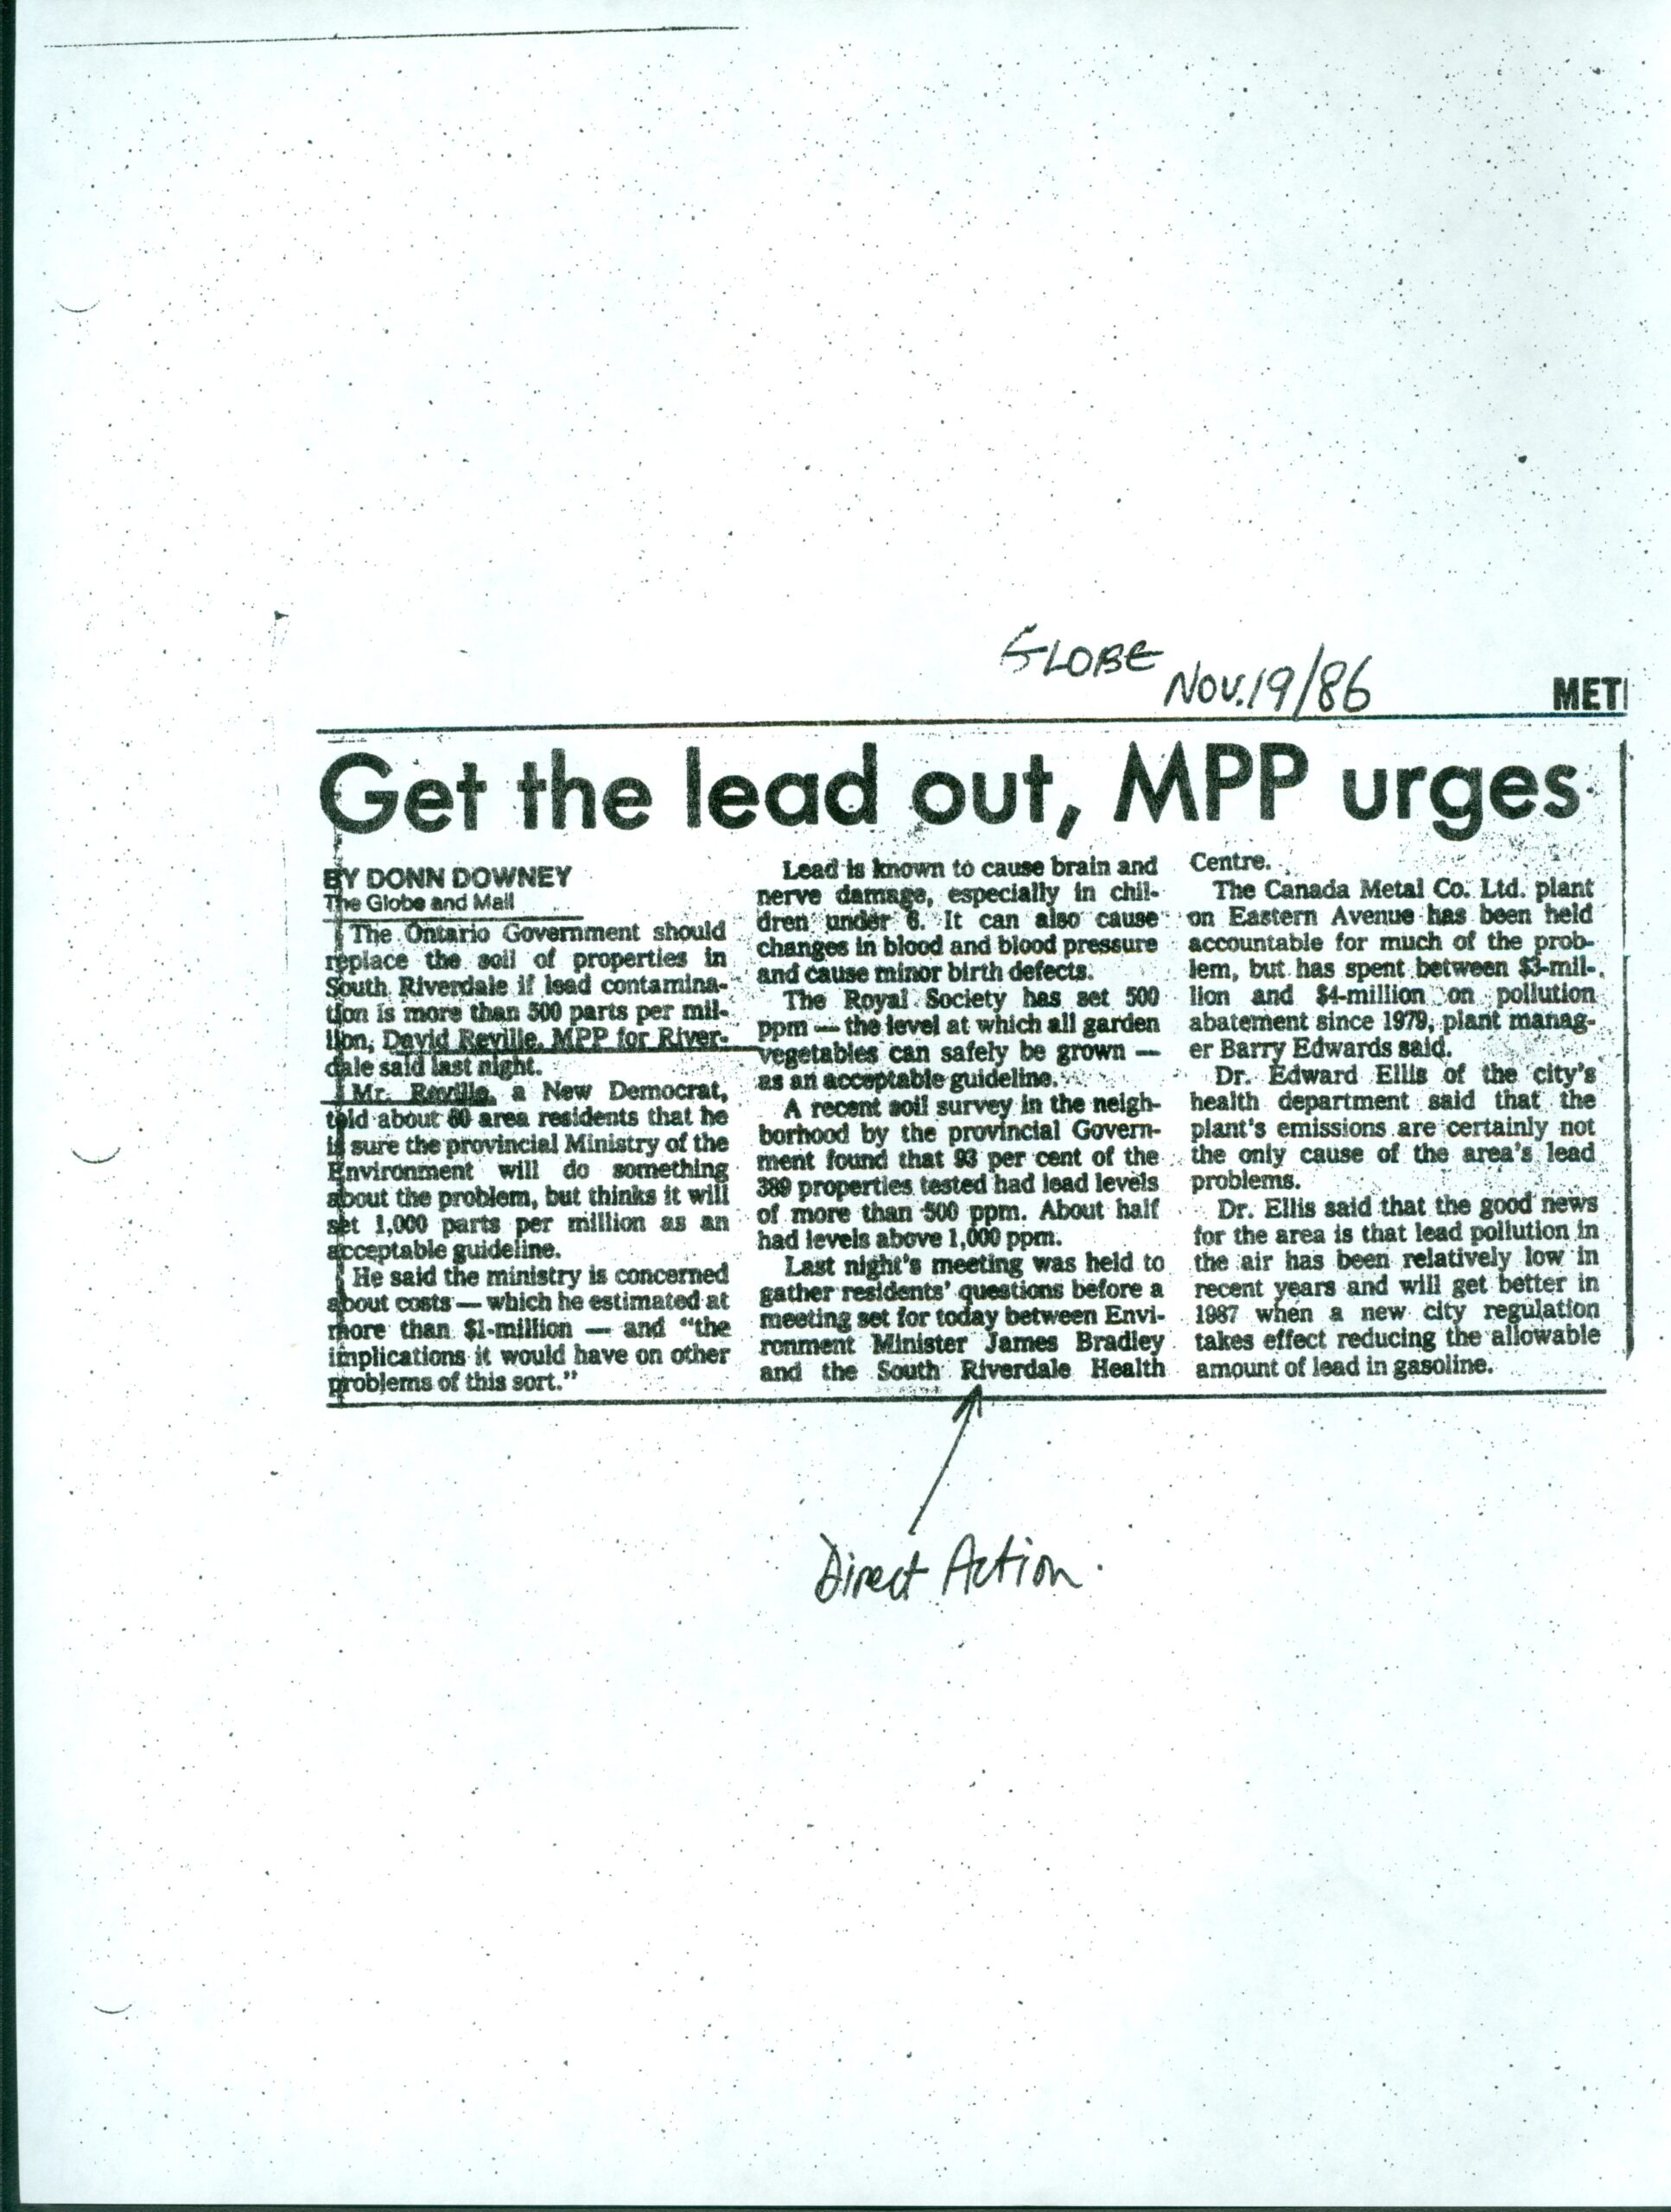 GLOBE
Nov. 19/86
MET
Get the lead out, MPP urges
BY DONN DOWNEY
The Globe and Mail
The Ontario Government should
replace the soil of properties in
South Riverdale if lead contamina-
tion is more than 500 parts per mil-
lion, David Reville, MPP for River-
dale said last night.
Mr. Reville, a New Democrat,
told about 60 area residents that he
is sure the provincial Ministry of the
Environment will do something
about the problem, but thinks it will
set 1,000 parts per million as an
acceptable guideline.
He said the ministry is concerned
about costs — which he estimated at
more than $1-million — and "the
implications it would have on other
problems of this sort."
Lead is known to cause brain and
nerve damage, especially in chil-
dren under 6. It can also cause
changes in blood and blood pressure
and cause minor birth defects.
The Royal Society has set 500
ppm — the level at which all garden
vegetables can safely be grown —
as an acceptable guideline.
A recent soil survey in the neigh-
borhood by the provincial Govern-
ment found that 93 per cent of the
389 properties tested had lead levels
of more than 500 ppm. About half
had levels above 1,000 ppm.
Last night's meeting was held to
gather residents' questions before a
meeting set for today between Envi-
ronment Minister James Bradley
and the South Riverdale Health
Centre.
The Canada Metal Co. Ltd. plant
on Eastern Avenue has been held
accountable for much of the prob-
lem, but has spent between $3-mil-
lion and $4-million on pollution
abatement since 1979, plant manag-
er Barry Edwards said.
Dr. Edward Ellis of the city's
health department said that the
plant's emissions are certainly not
the only cause of the area's lead
problems.
Dr. Ellis said that the good news
for the area is that lead pollution in
the air has been relatively low in
recent years and will get better in
1987 when a new city regulation
takes effect reducing the allowable
amount of lead in gasoline.
Direct Action.